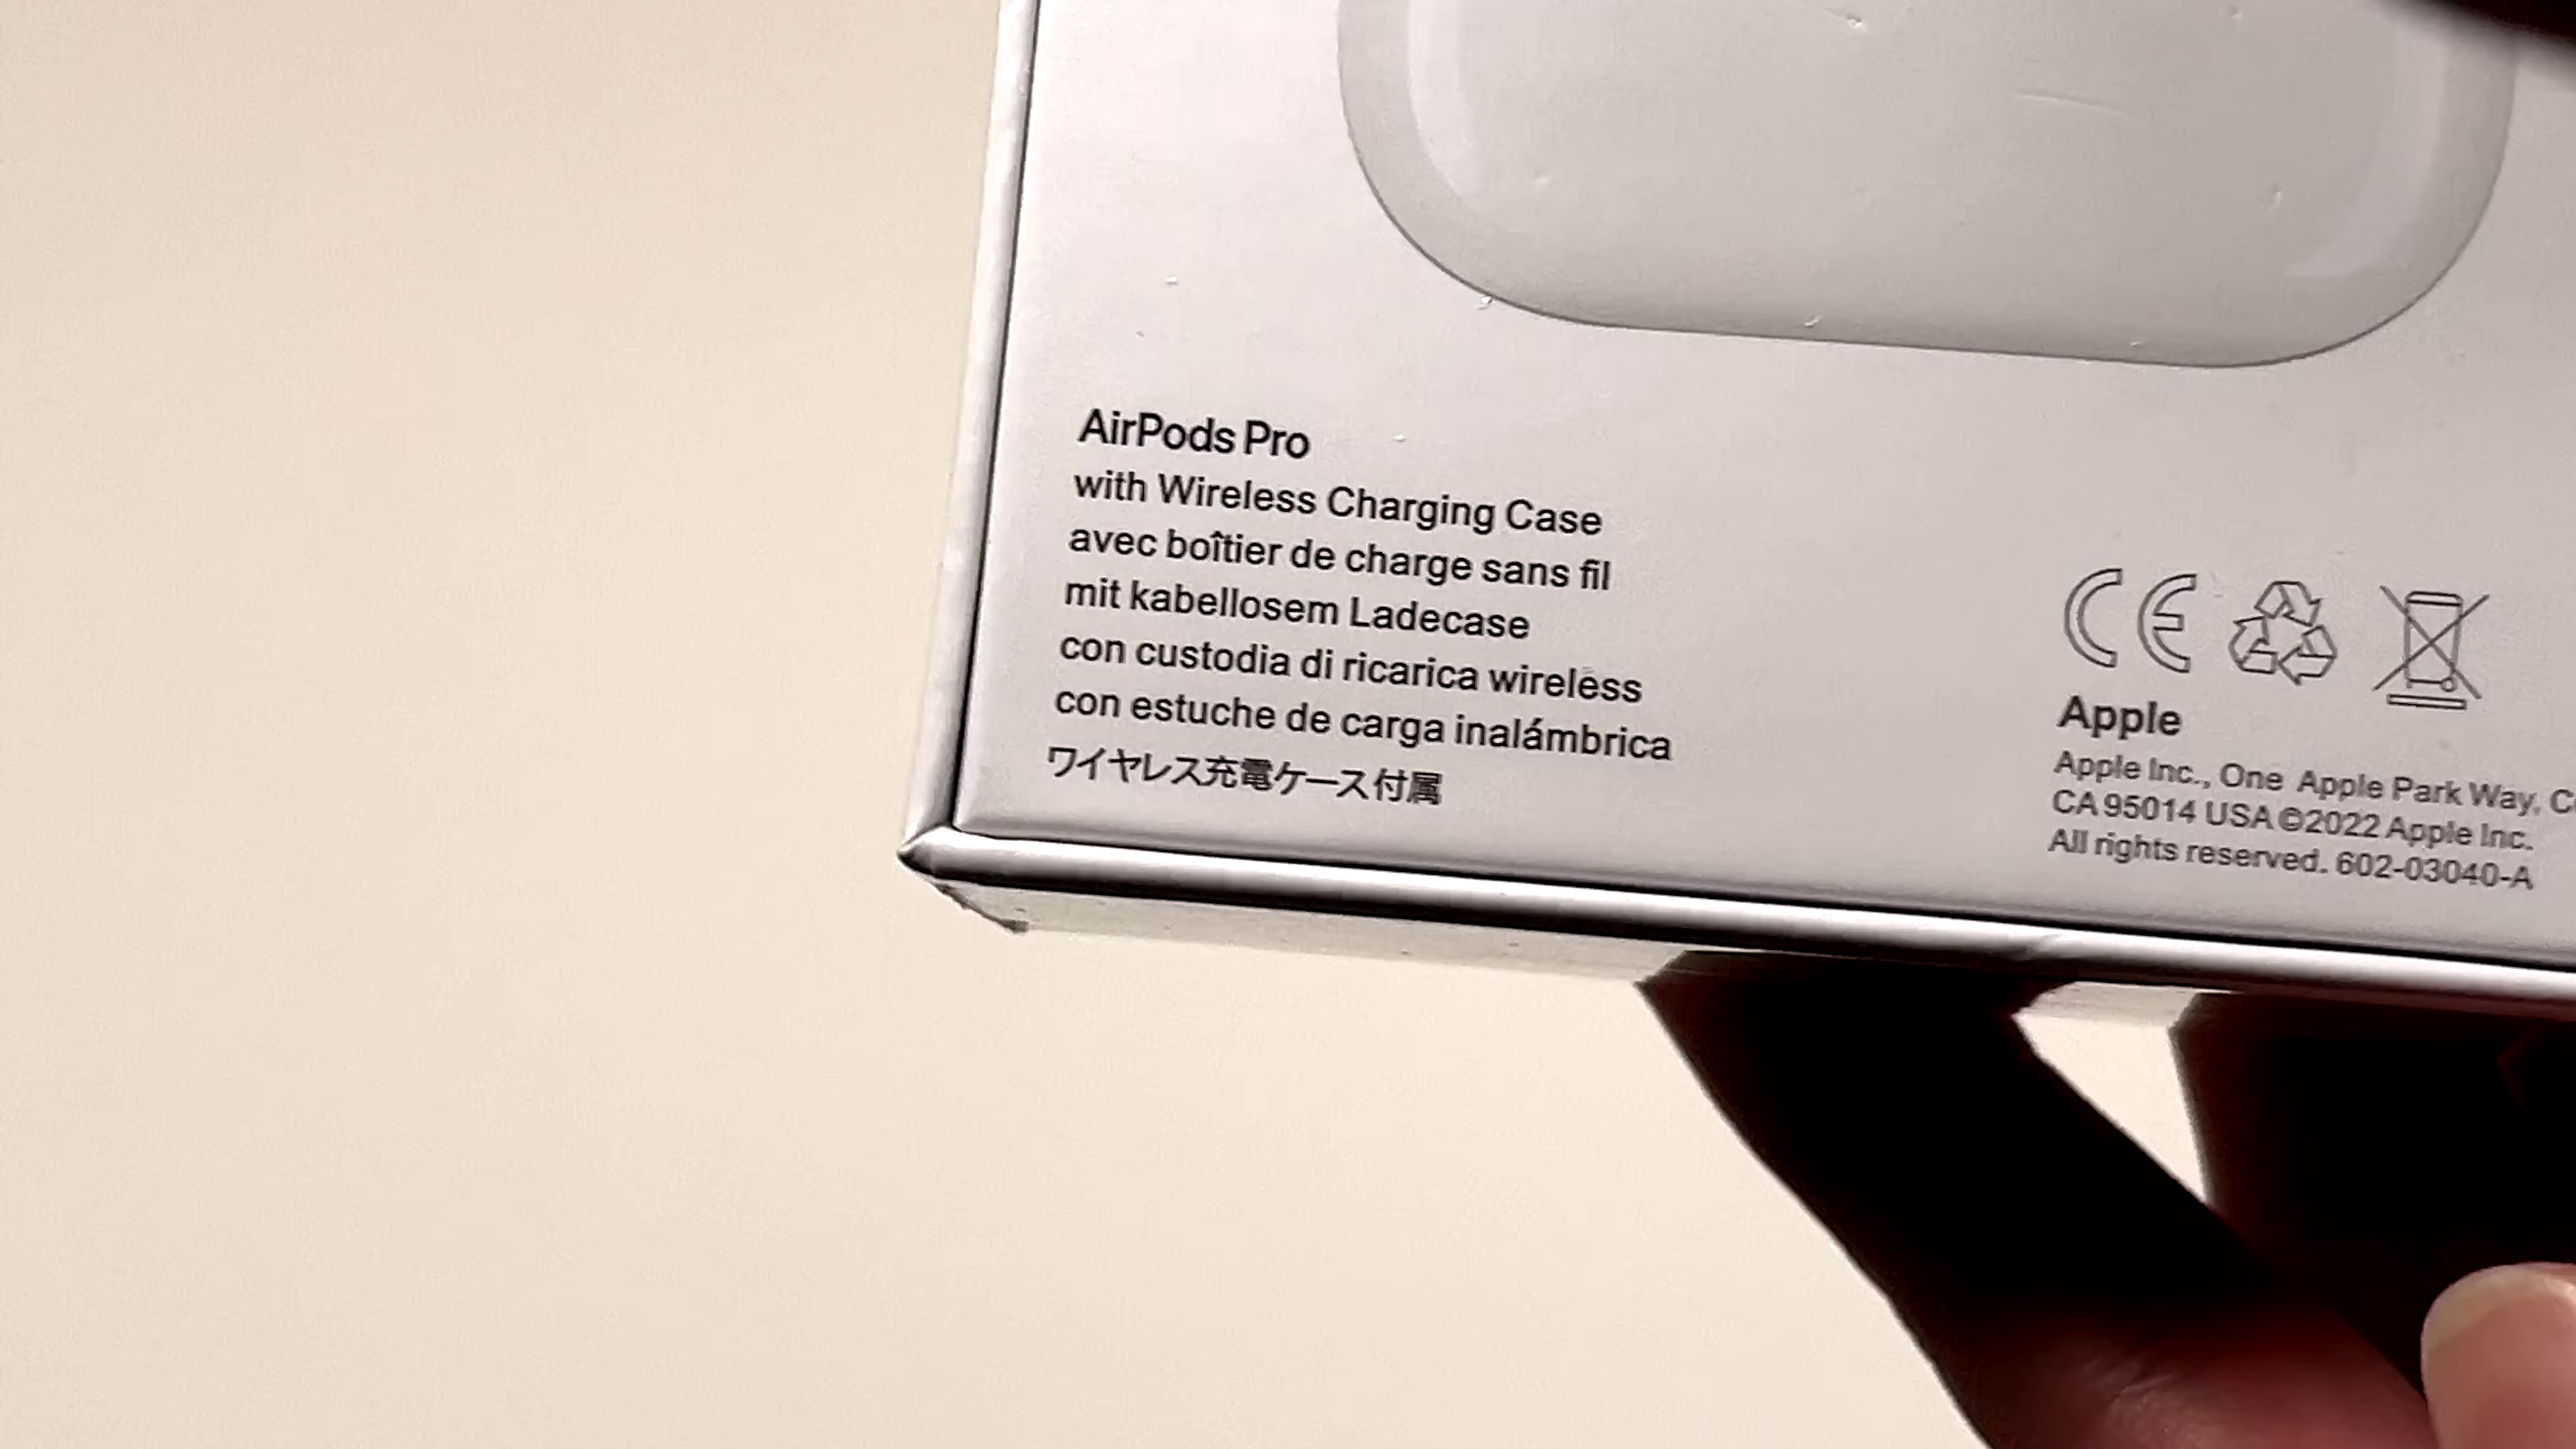 AirPods Pro
with Wireless Charging Case
avec boîtier de charge sans fil
mit kabellosem Ladecase
con custodia di ricarica wireless
con estuche de carga inalámbrica
ワイヤレス充電ケース付属
CE
Apple
Apple Inc., One Apple Park Way,
CA 95014 USA ©2022 Apple Inc.
All rights reserved. 602-03040-A